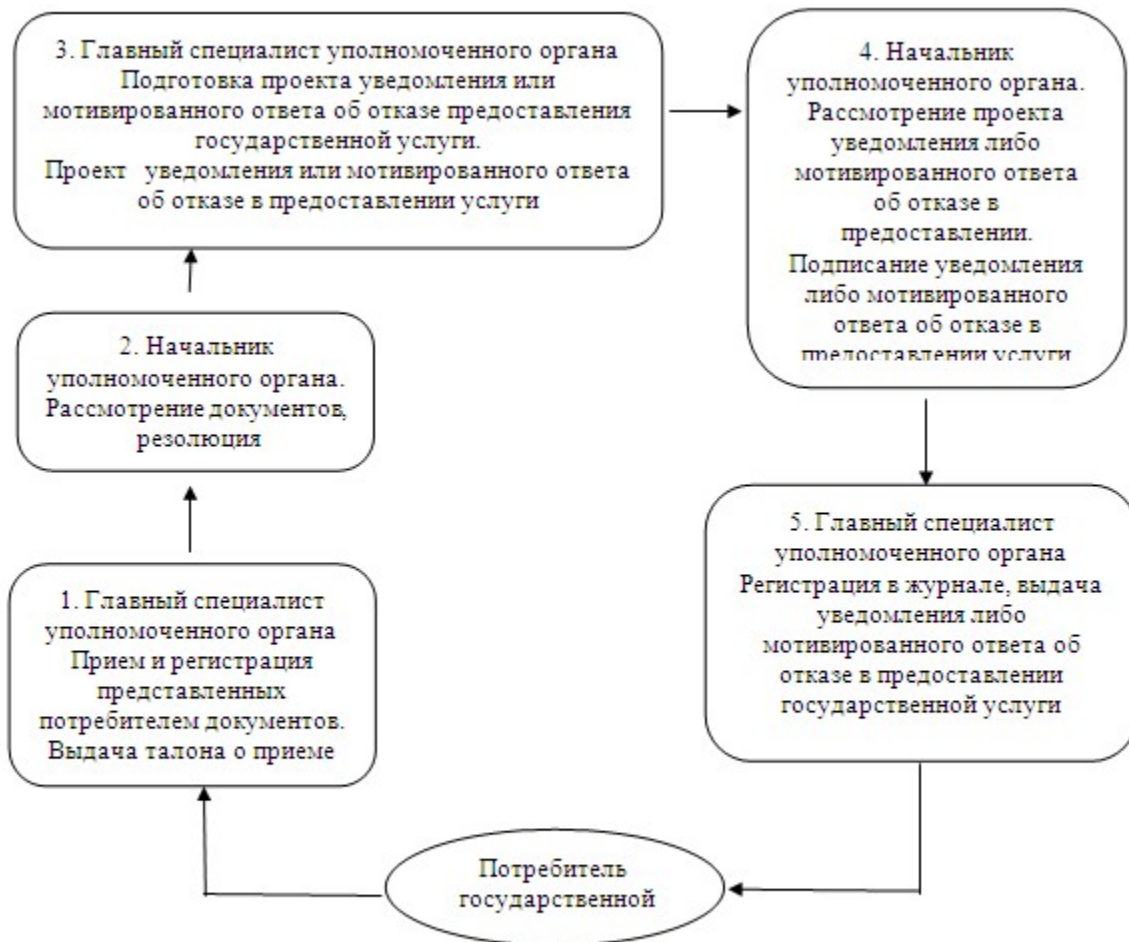 3. Главный специалист уполномоченного органа
Подготовка проекта уведомления или
мотивированного ответа об отказе предоставления
государственной услуги.
Проект уведомления или мотивированного ответа
об отказе в предоставлении услуги
4. Начальник
уполномоченного органа.
Рассмотрение проекта
уведомления либо
мотивированного ответа
об отказе в
предоставлении.
Подписание уведомления
либо мотивированного
ответа об отказе в
предоставлении услуги
2. Начальник
уполномоченного органа.
Рассмотрение документов,
резолюция
1. Главный специалист
уполномоченного органа
Прием и регистрация
представленных
потребителем документов.
Выдача талона о приеме
5. Главный специалист
уполномоченного органа
Регистрация в журнале, выдача
уведомления либо
мотивированного ответа об
отказе в предоставлении
государственной услуги
Потребитель
государственной